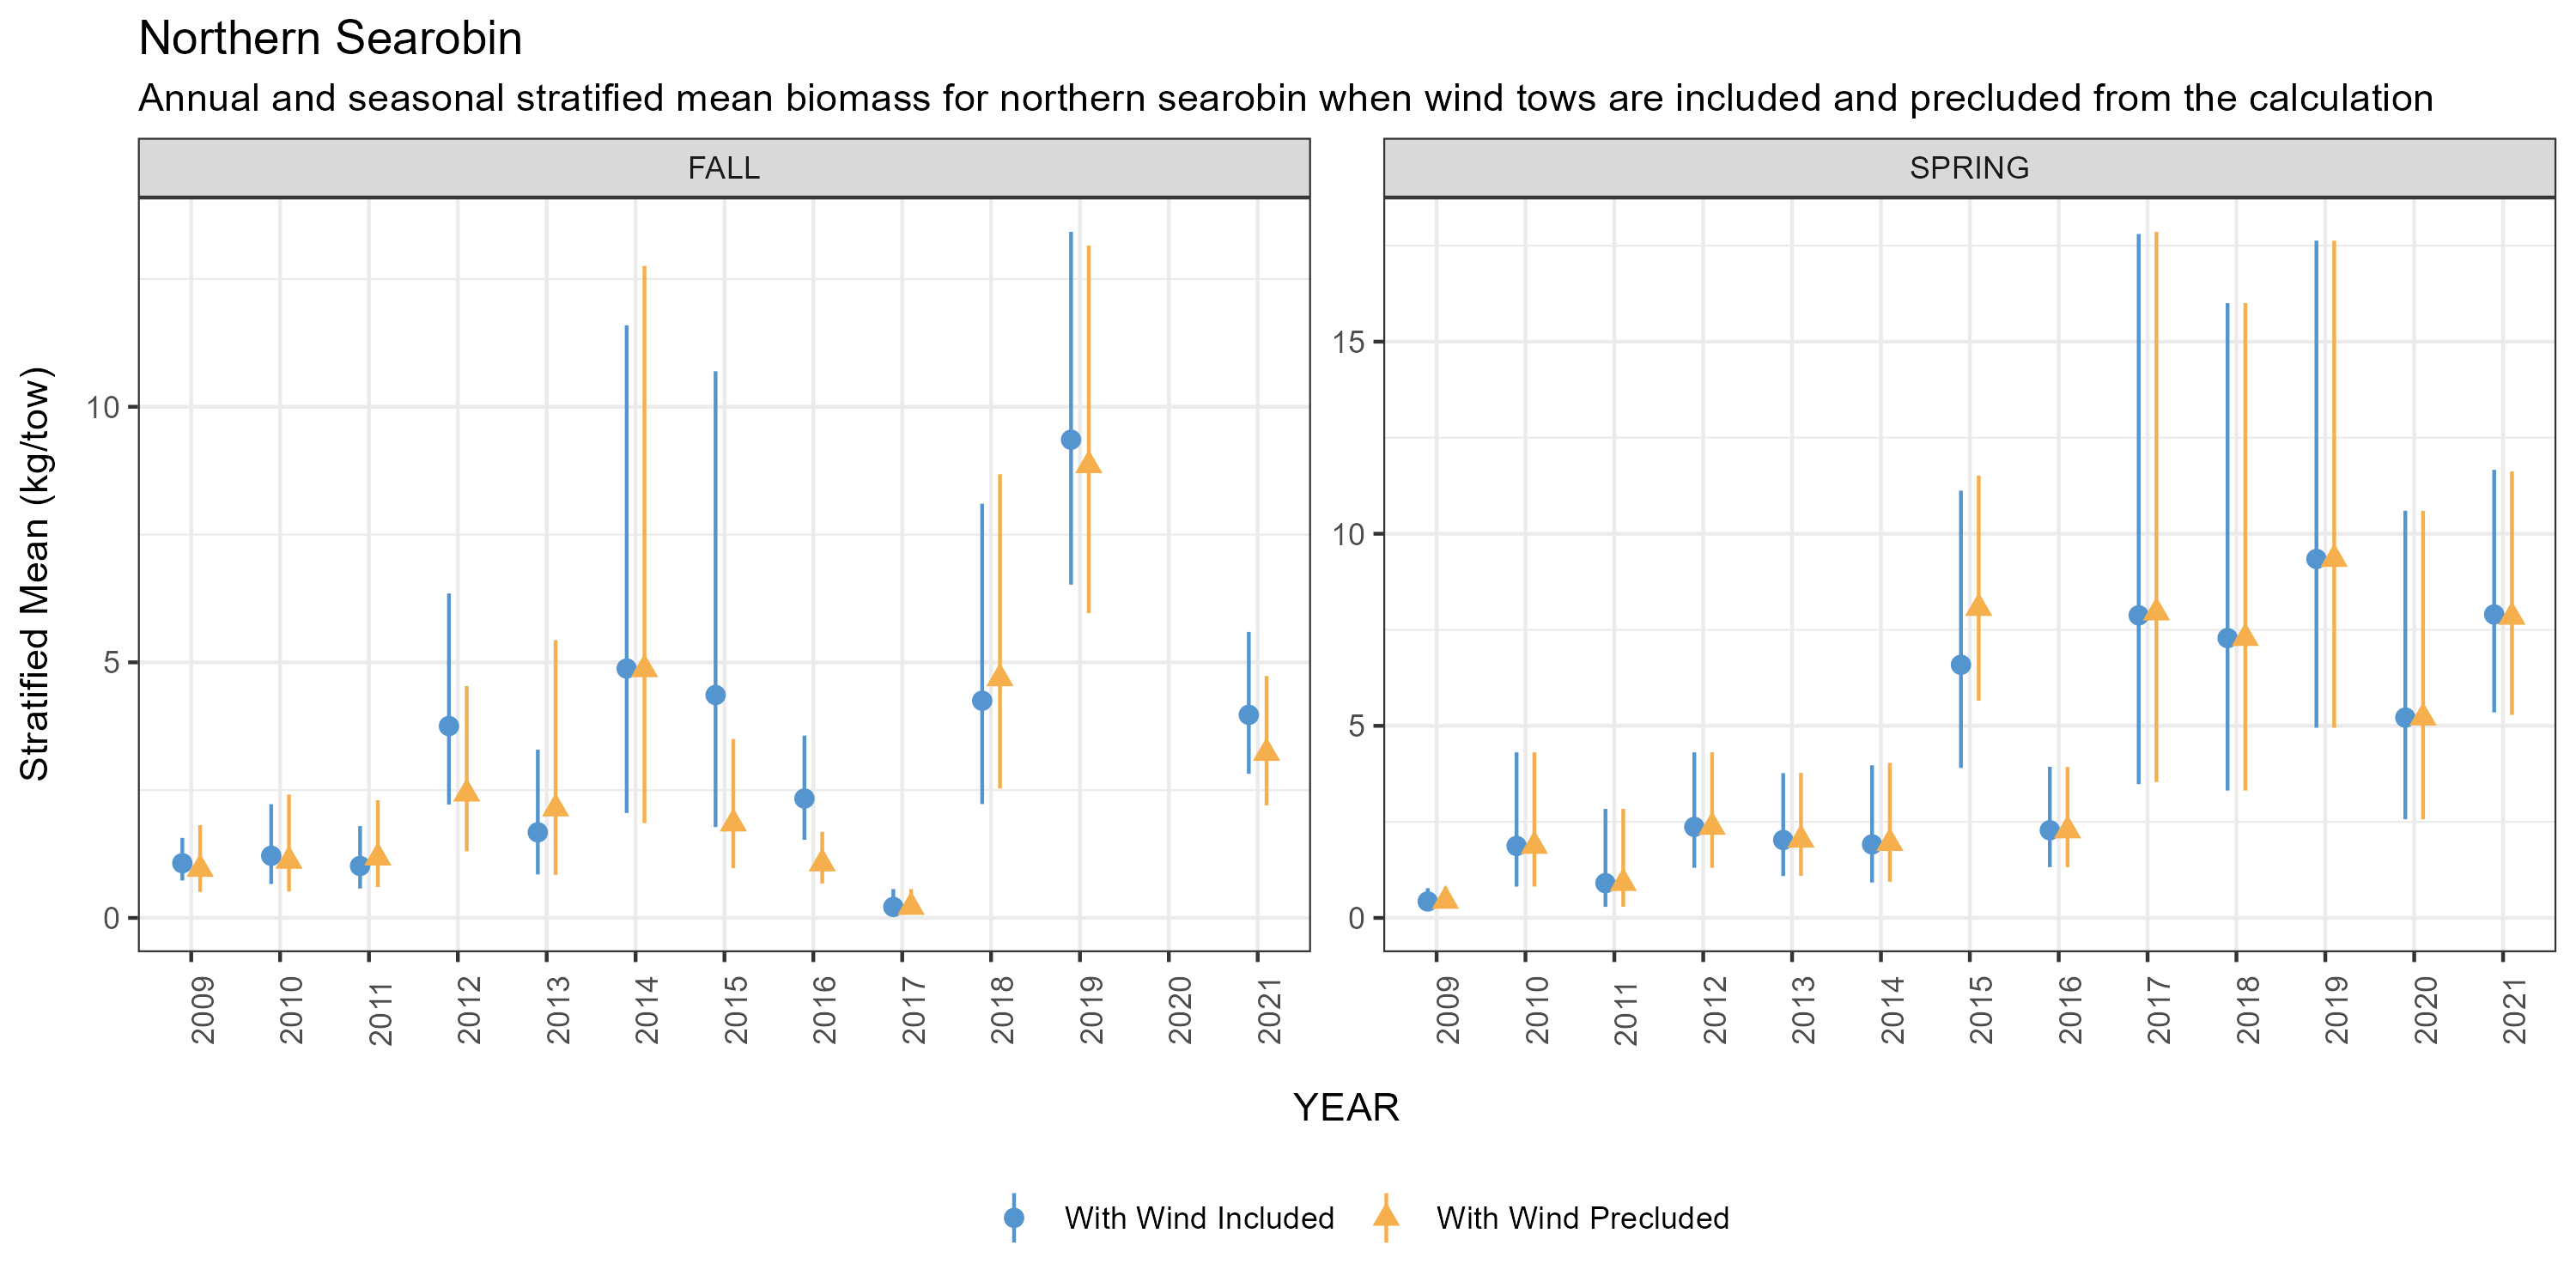 Northern Searobin
Annual and seasonal stratified mean biomass for northern searobin when wind tows are included and precluded from the calculation
FALL
SPRING
Stratified Mean (kg/tow)
10
5
0
15
10
5
0
2009 2010 2011 2012 2013 2014 2015 2016 2017 2018 2019 2020 2021
2009 2010 2011 2012 2013 2014 2015 2016 2017 2018 2019 2020 2021
YEAR
With Wind Included
With Wind Precluded